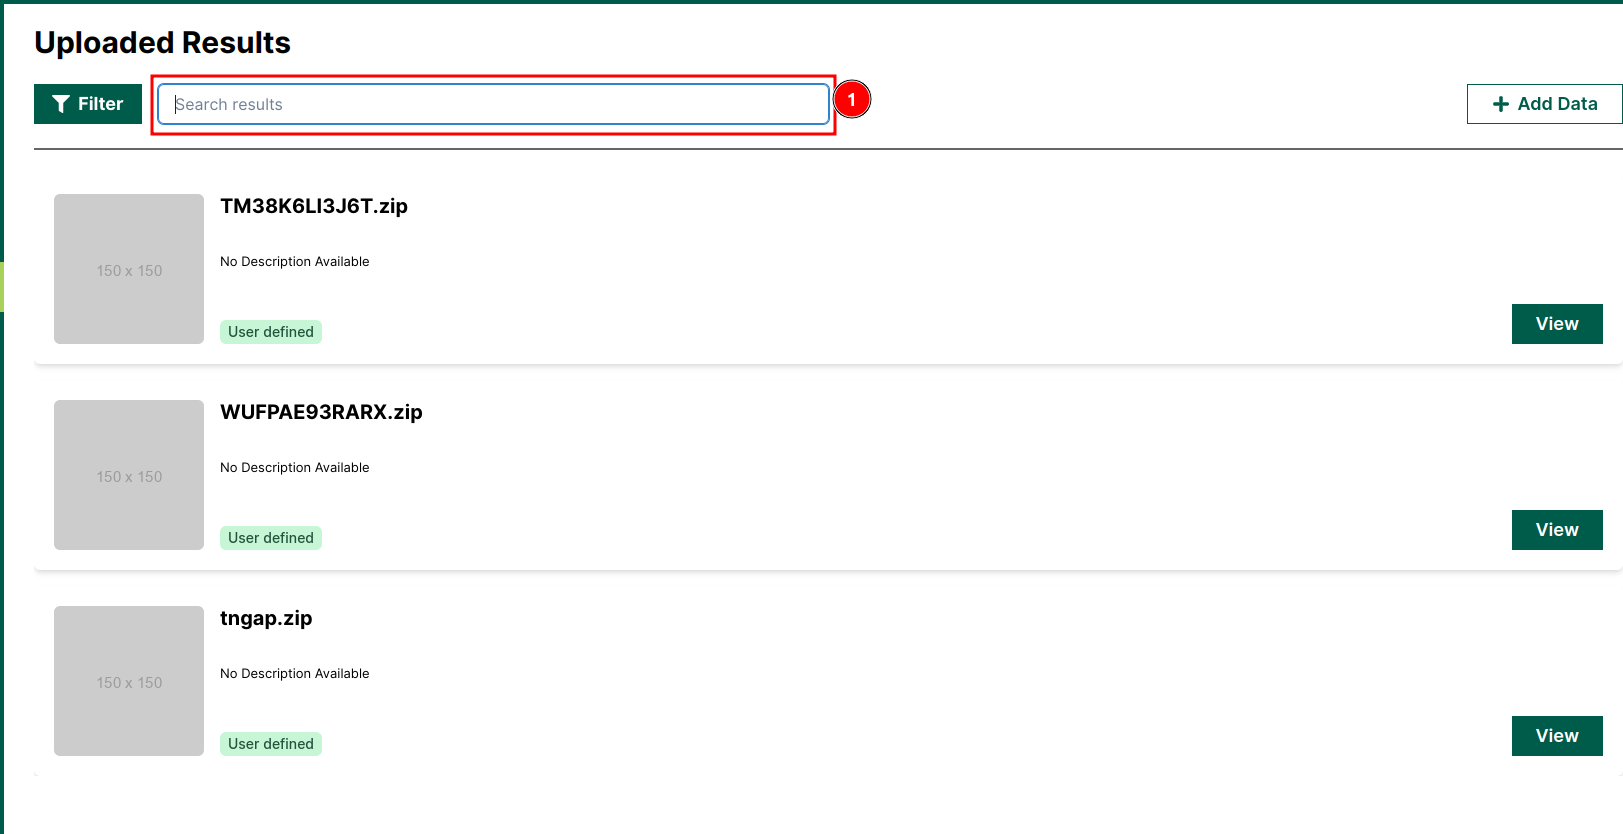 Uploaded Results
Filter
Search results
1
Add Data
150 x 150
TM38K6LI3J6T.zip
No Description Available
User defined
View
150 x 150
WUFPAE93RARX.zip
No Description Available
User defined
View
150 x 150
tngap.zip
No Description Available
User defined
View